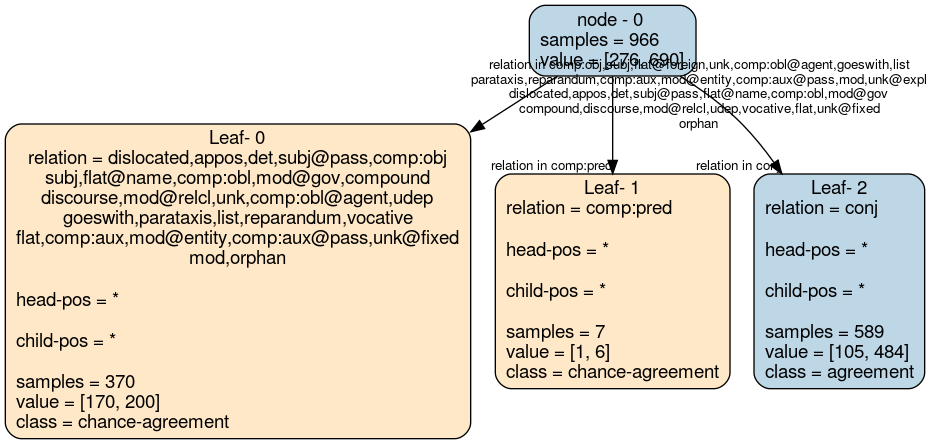 node - 0
samples = 966
value = [276, 690]
relation in comp:obj,subj,flat@foreign,unk,comp:obl@agent,goeswith,list
parataxis,reparandum,comp:aux,mod@entity,comp:aux@pass,mod,unk@expl
dislocated,appos,det,subj@pass,flat@name,comp:obl,mod@gov
compound,discourse,mod@relcl,udep,vocative,flat,unk@fixed
orphan
relation in comp:pred
relation in conj
Leaf- 0
relation = dislocated,appos,det,subj@pass,comp:obj
subj,flat@name,comp:obl,mod@gov,compound
discourse,mod@relcl,unk,comp:obl@agent,udep
goeswith,parataxis,list,reparandum,vocative
flat,comp:aux,mod@entity,comp:aux@pass,unk@fixed
mod,orphan
head-pos = *
child-pos = *
samples = 370
value = [170, 200]
class = chance-agreement
Leaf- 1
relation = comp:pred
head-pos = *
child-pos = *
samples = 7
value = [1, 6]
class = chance-agreement
Leaf- 2
relation = conj
head-pos = *
child-pos = *
samples = 589
value = [105, 484]
class = agreement